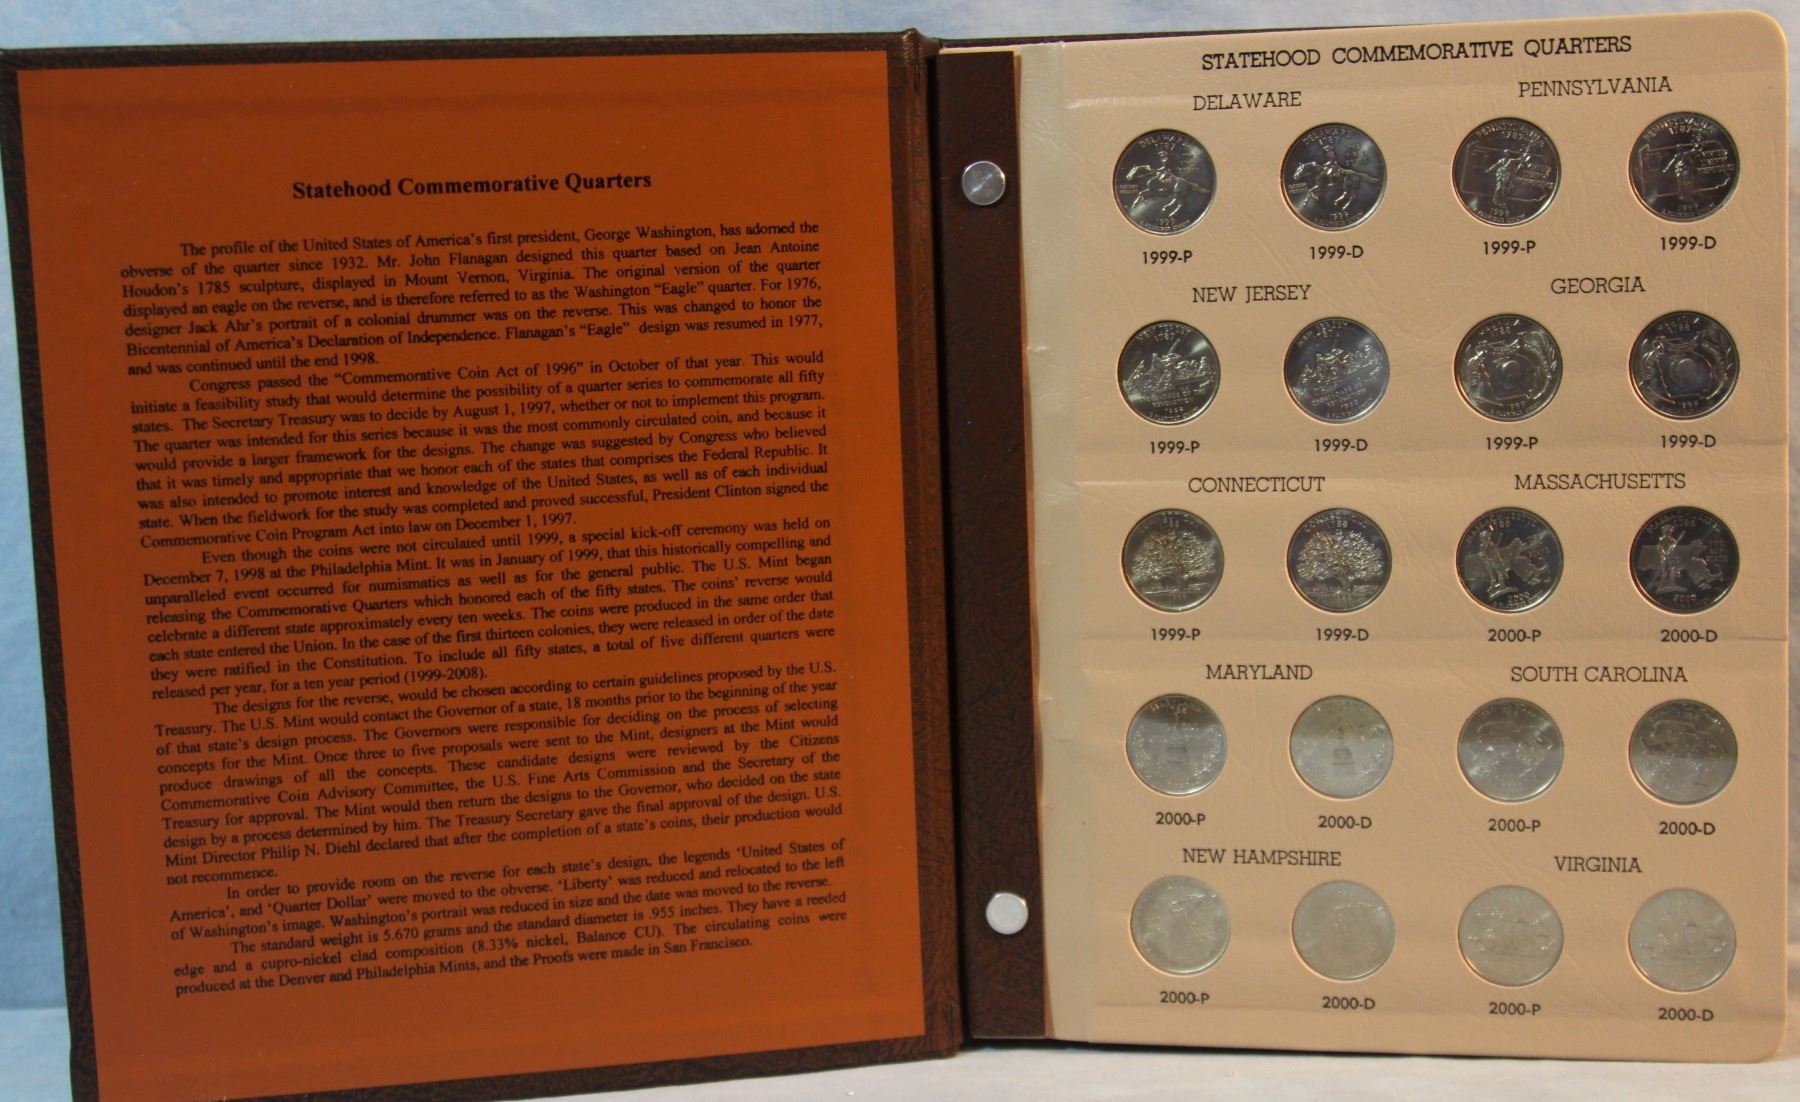 Statehood Commemorative Quarters
The profile of the United States of America's first president, George Washington, has adorned the
obverse of the quarter since 1932. Mr. John Flanagan designed this quarter based on Jean Antoine
Houdon's 1785 sculpture, displayed in Mount Vernon, Virginia. The original version of the quarter
displayed an eagle on the reverse, and is therefore referred to as the Washington "Eagle" quarter. For 1976,
designer Jack Ahr's portrait of a colonial drummer was on the reverse. This was changed to honor the
Bicentennial of America's Declaration of Independence. Flanagan's "Eagle" design was resumed in 1977,
and was continued until the end 1998.
Congress passed the "Commemorative Coin Act of 1996" in October of that year. This would
initiate a feasibility study that would determine the possibility of a quarter series to commemorate all fifty
states. The Secretary Treasury was to decide by August 1, 1997, whether or not to implement this program.
The quarter was intended for this series because it was the most commonly circulated coin, and because it
would provide a larger framework for the designs. The change was suggested by Congress who believed
that it was timely and appropriate that we honor each of the states that comprises the Federal Republic. It
was also intended to promote interest and knowledge of the United States, as well as of each individual
state. When the fieldwork for the study was completed and proved successful, President Clinton signed the
Commemorative Coin Program Act into law on December 1, 1997.
Even though the coins were not circulated until 1999, a special kick-off ceremony was held on
December 7, 1998 at the Philadelphia Mint. It was in January of 1999, that this historically compelling and
unparalleled event occurred for numismatics as well as for the general public. The U.S. Mint began
releasing the Commemorative Quarters which honored each of the fifty states. The coins' reverse would
celebrate a different state approximately every ten weeks. The coins were produced in the same order that
each state entered the Union. In the case of the first thirteen colonies, they were released in order of the date
they were ratified in the Constitution. To include all fifty states, a total of five different quarters were
released per year, for a ten year period (1999-2008).
The designs for the reverse, would be chosen according to certain guidelines proposed by the U.S.
Treasury. The U.S. Mint would contact the Governor of a state, 18 months prior to the beginning of the year
of that state's design process. The Governors were responsible for deciding on the process of selecting
concepts for the Mint. Once three to five proposals were sent to the Mint, designers at the Mint would
produce drawings of all the concepts. These candidate designs were reviewed by the Citizens
Commemorative Coin Advisory Committee, the U.S. Fine Arts Commission and the Secretary of the
Treasury for approval. The Mint would then return the designs to the Governor, who decided on the state
design by a process determined by him. The Treasury Secretary gave the final approval of the design. U.S.
Mint Director Philip N. Diehl declared that after the completion of a state's coins, their production would
not recommence.
In order to provide room on the reverse for each state's design, the legends 'United States of
America', and 'Quarter Dollar' were moved to the obverse. 'Liberty' was reduced and relocated to the left
of Washington's image. Washington's portrait was reduced in size and the date was moved to the reverse.
The standard weight is 5.670 grams and the standard diameter is .955 inches. They have a reeded
edge and a cupro-nickel clad composition (8.33% nickel, Balance CU). The circulating coins were
produced at the Denver and Philadelphia Mints, and the Proofs were made in San Francisco.
STATEHOOD COMMEMORATIVE QUARTERS
DELAWARE PENNSYLVANIA
1999-P 1999-D 1999-P 1999-D
NEW JERSEY GEORGIA
1999-P 1999-D 1999-P 1999-D
CONNECTICUT MASSACHUSETTS
1999-P 1999-D 2000-P 2000-D
MARYLAND SOUTH CAROLINA
2000-P 2000-D 2000-P 2000-D
NEW HAMPSHIRE VIRGINIA
2000-P 2000-D 2000-P 2000-D